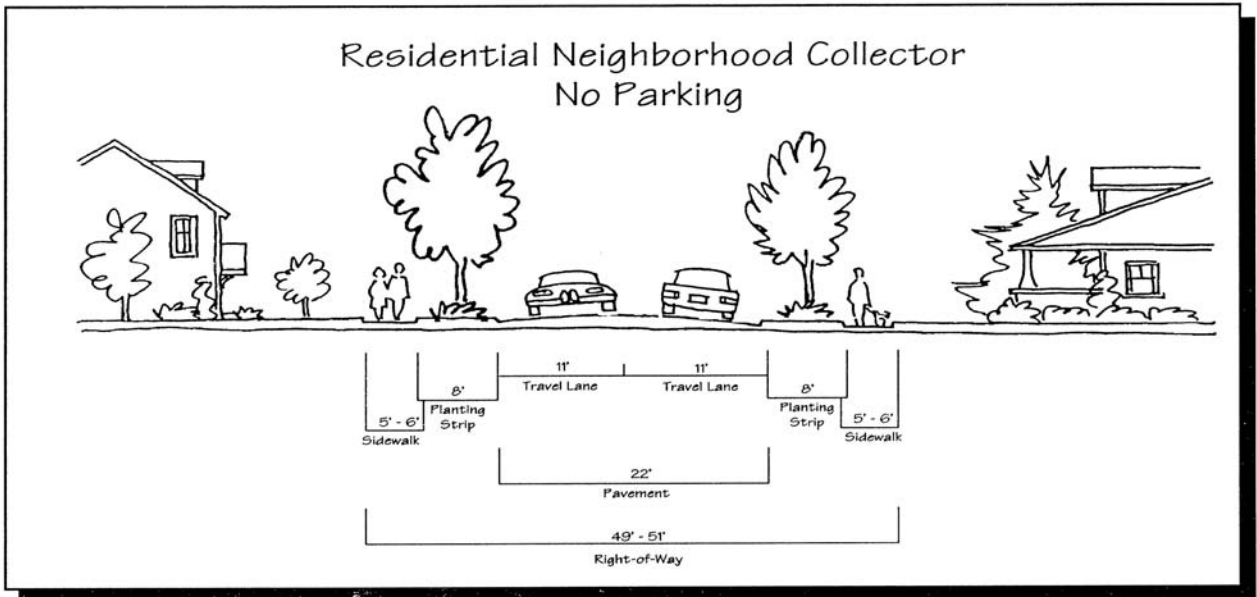 Residential Neighborhood Collector
No Parking
11'
11'
Travel Lane
Travel Lane
8'
8'
Planting
Strip
Planting
Strip
5' - 6'
5' - 6'
Sidewalk
Sidewalk
22'
Pavement
49' - 51'
Right-of-Way